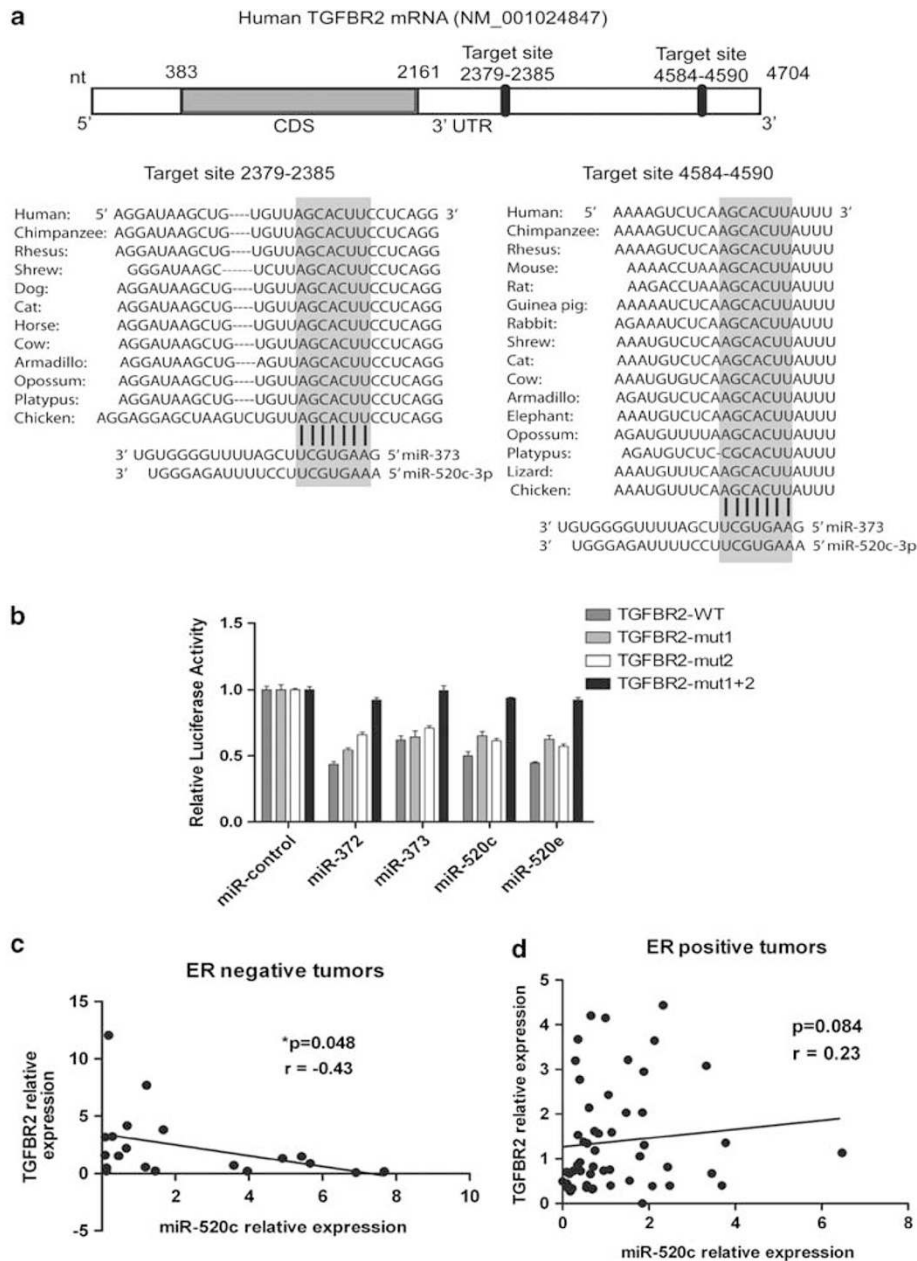 a
Human TGFBR2 mRNA (NM_001024847)
Target site Target site
nt 383 2161 2379-2385 4584-4590 4704
5' CDS 3' UTR 3'
Target site 2379-2385
Human: 5' AGGAUAAGCUG----UGUUAGCACUUCCUCAGG 3'
Chimpanzee: AGGAUAAGCUG----UGUUAGCACUUCCUCAGG
Rhesus: AGGAUAAGCUG----UGUUAGCACUUCCUCAGG
Shrew: GGGAUAAGC------UCUUAGCACUUCCUCAGG
Dog: AGGAUAAGCUG----UGUUAGCACUUCCUCAGG
Cat: AGGAUAAGCUG----UGUUAGCACUUCCUCAGG
Horse: AGGAUAAGCUG----UGUUAGCACUUCCUCAGG
Cow: AGGAUAAGCUG----UGUUAGCACUUCCUCAGG
Armadillo: AGGAUAAGCUG----AGUUAGCACUUCCUCAGG
Opossum: AGGAUAAGCUG----UGUUAGCACUUCCUCAGG
Platypus: AGGAUAAGCUG----UGUUAGCACUUCCUCAGG
Chicken: AGGAGGAGCUAAGUCUGUUAGCACUUCCUCAGG
3' UGUGGGGUUUUAGCUUCGUGAAG 5' miR-373
3' UGGGAGAUUUUCCUUCGUGAAA 5' miR-520c-3p
Target site 4584-4590
Human: 5' AAAAGUCUCAAGCACUUAUUU 3'
Chimpanzee: AAAAGUCUCAAGCACUUAUUU
Rhesus: AAAAGUCUCAAGCACUUAUUU
Mouse: AAAACCUAAAGCACUUAUUU
Rat: AAGACCUAAAGCACUUAUUU
Guinea pig: AAAAAUCUCAAGCACUUAUUU
Rabbit: AGAAAUCUCAAGCACUUAUUU
Shrew: AAAUGUCUCAAGCACUUAUUU
Cat: AAAUGUCUCAAGCACUUAUUU
Cow: AAAUGUGUCAAGCACUUAUUU
Armadillo: AGAUGUCUCAAGCACUUAUUU
Elephant: AAAUGUCUCAAGCACUUAUUU
Opossum: AGAUGUUUUAAGCACUUAUUU
Platypus: AGAUGUCUC-CGCACUUAUUU
Lizard: AAAUGUUUCAAGCACUUAUUU
Chicken: AAAUGUUUCAAGCACUUAUUU
3' UGUGGGGUUUUAGCUUCGUGAAG 5' miR-373
3' UGGGAGAUUUUCCUUCGUGAAA 5' miR-520c-3p
b
Relative Luciferase Activity
1.5
1.0
0.5
0.0
miR-control miR-372 miR-373 miR-520c miR-520e
TGFBR2-WT
TGFBR2-mut1
TGFBR2-mut2
TGFBR2-mut1+2
c
ER negative tumors
TGFBR2 relative
expression
15
10
5
0
-5
*p=0.048
r = -0.43
2 4 6 8 10
miR-520c relative expression
d
ER positive tumors
TGFBR2 relative expression
5
4
3
2
1
0
p=0.084
r = 0.23
0 2 4 6 8
miR-520c relative expression